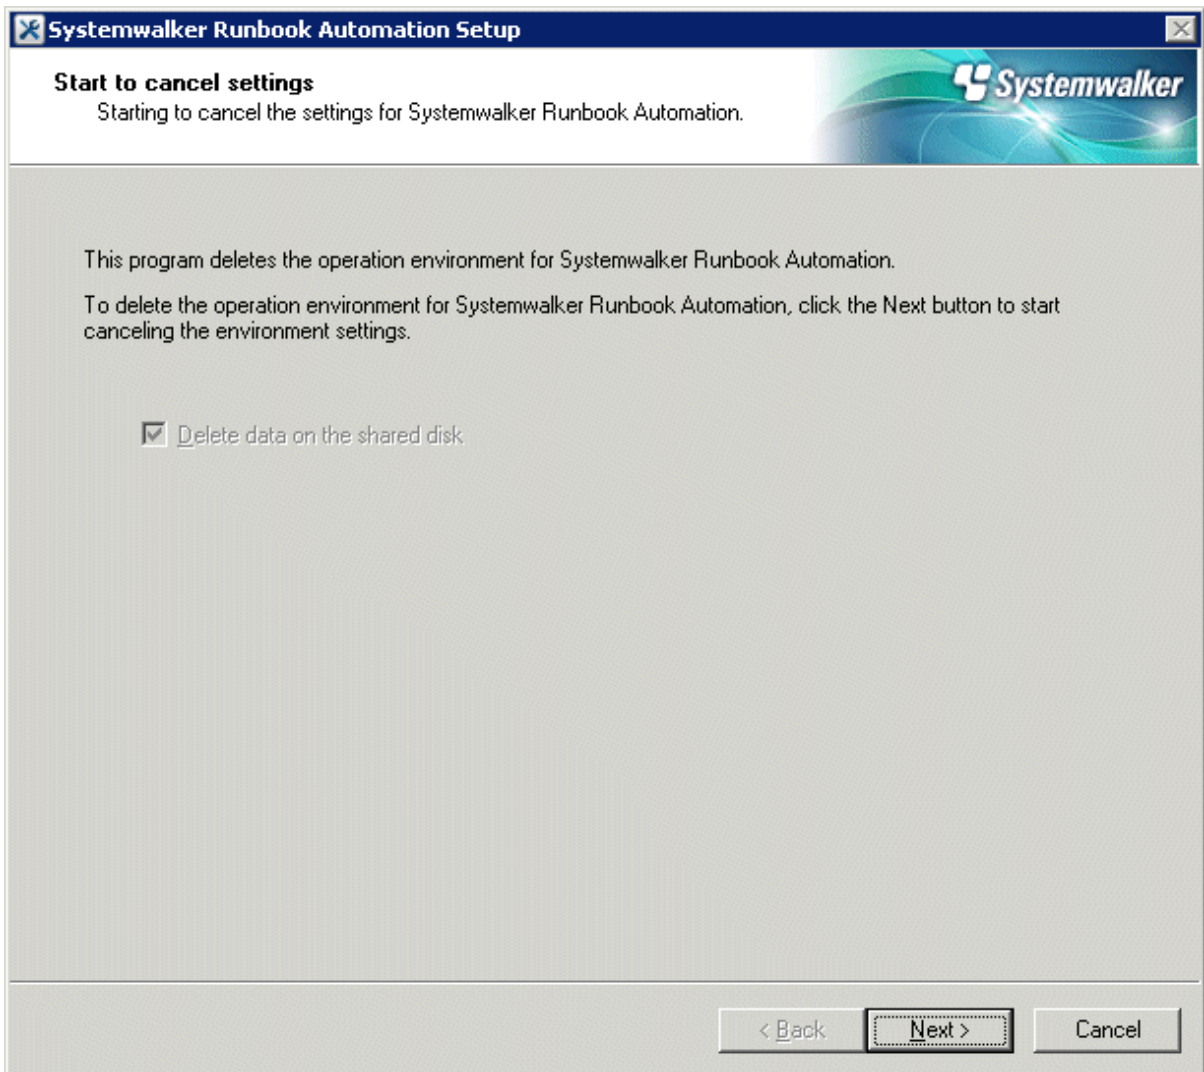 Systemwalker Runbook Automation Setup
Start to cancel settings
Starting to cancel the settings for Systemwalker Runbook Automation.
Systemwalker
This program deletes the operation environment for Systemwalker Runbook Automation.
To delete the operation environment for Systemwalker Runbook Automation, click the Next button to start
canceling the environment settings.
Delete data on the shared disk
< Back
Next >
Cancel